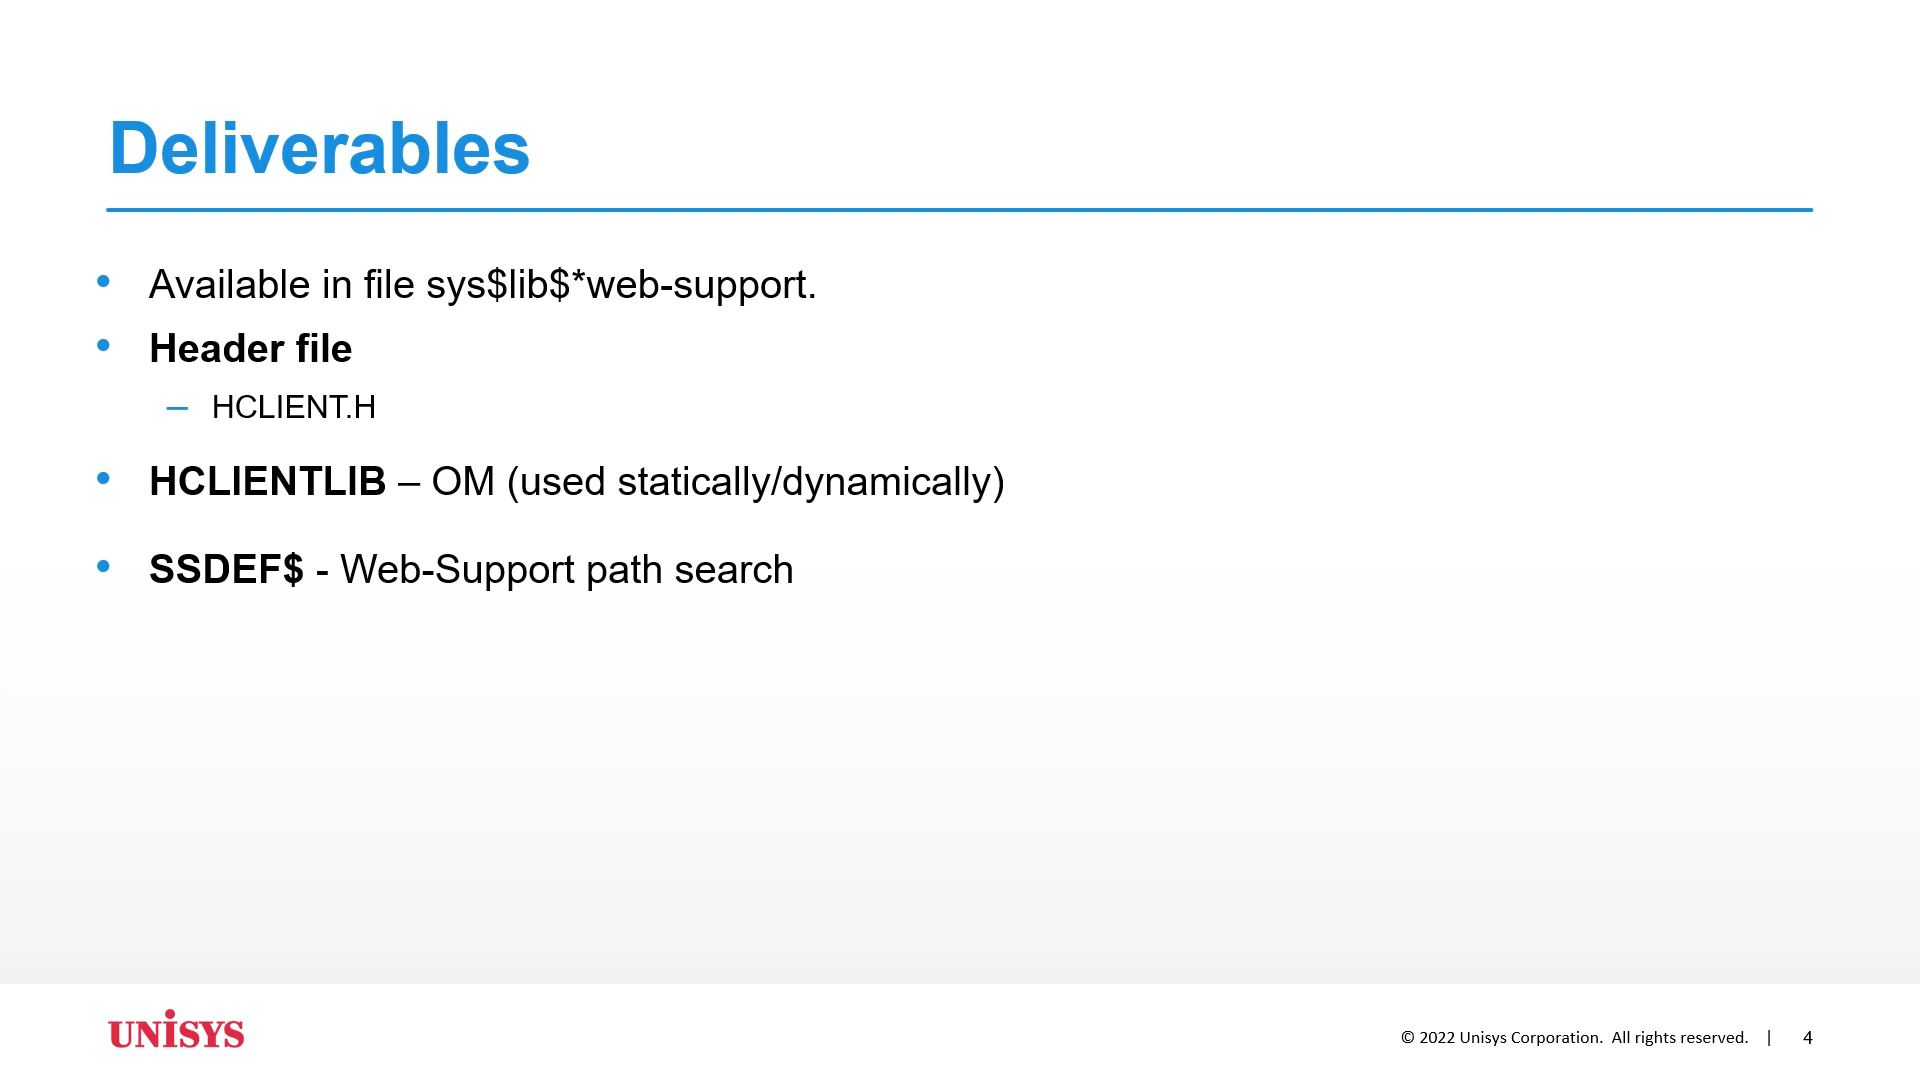 Deliverables
• Available in file sys$lib$*web-support.
• Header file
– HCLIENT.H
• HCLIENTLIB – OM (used statically/dynamically)
• SSDEF$ - Web-Support path search
UNISYS
© 2022 Unisys Corporation. All rights reserved. | 4